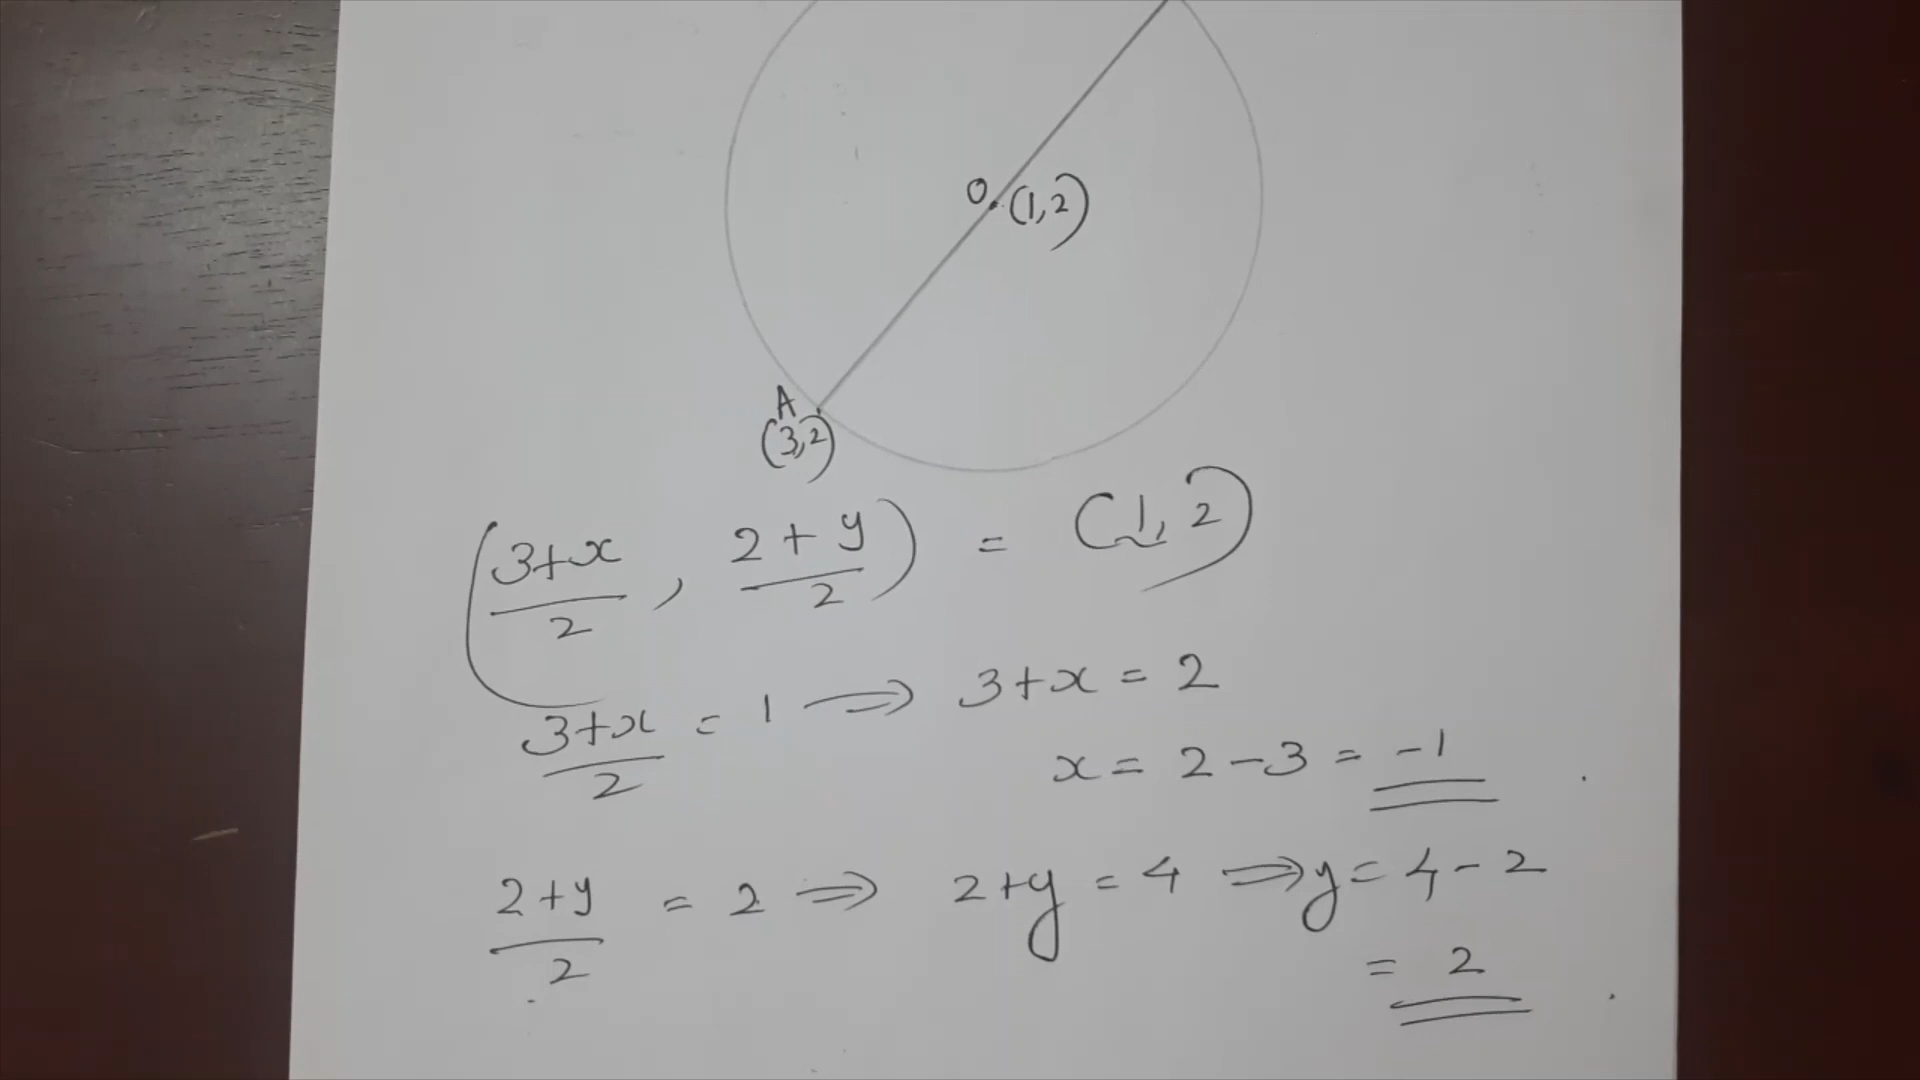 O (1,2)
A
(3,2)
(3+x/2, 2+y/2) = (1, 2)
3+x/2 = 1 ⟹ 3+x = 2
x = 2-3 = -1
2+y/2 = 2 ⟹ 2+y = 4 ⟹ y = 4-2
= 2